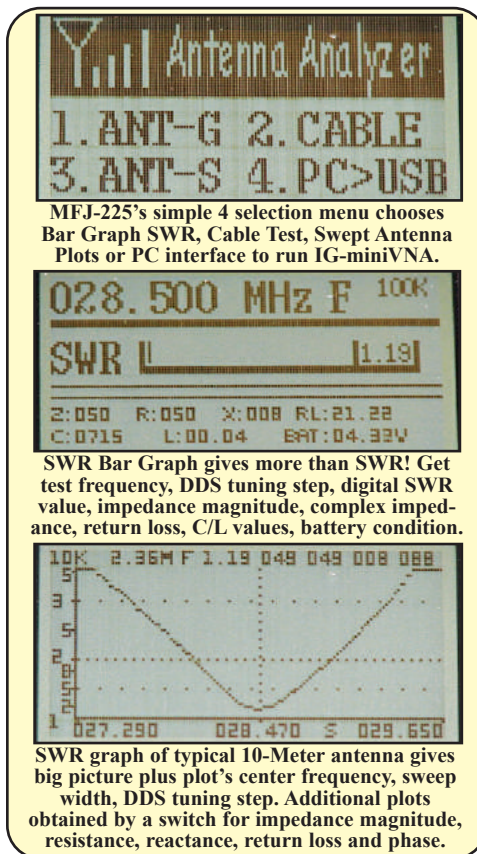 Antenna Analyzer
1.ANT-G 2.CABLE
3.ANT-S 4.PC>USB
MFJ-225's simple 4 selection menu chooses
Bar Graph SWR, Cable Test, Swept Antenna
Plots or PC interface to run IG-miniVNA.
028.500 MHz F 100K
SWR 1.19
Z:050 R:050 X:008 RL:21.22
C:0715 L:00.04 BAT:04.33V
SWR Bar Graph gives more than SWR! Get
test frequency, DDS tuning step, digital SWR
value, impedance magnitude, complex imped-
ance, return loss, C/L values, battery condition.
10K 2.36M F 1.19 049 049 008 088
5
3
2
1
027.290 028.470 S 029.650
SWR graph of typical 10-Meter antenna gives
big picture plus plot's center frequency, sweep
width, DDS tuning step. Additional plots
obtained by a switch for impedance magnitude,
resistance, reactance, return loss and phase.